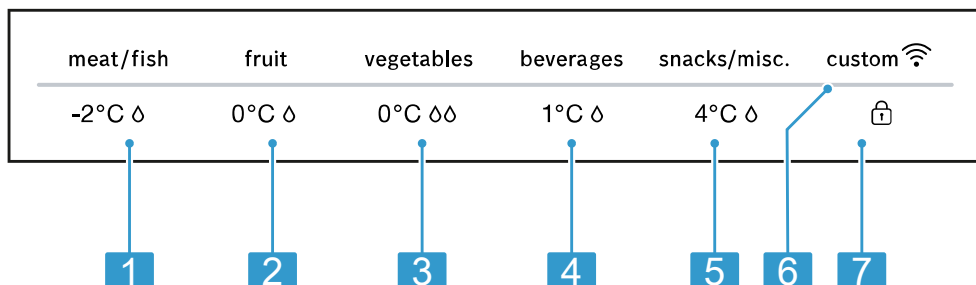 meat/fish fruit vegetables beverages snacks/misc. custom
-2°C 0°C 0°C 1°C 4°C
1 2 3 4 5 6 7